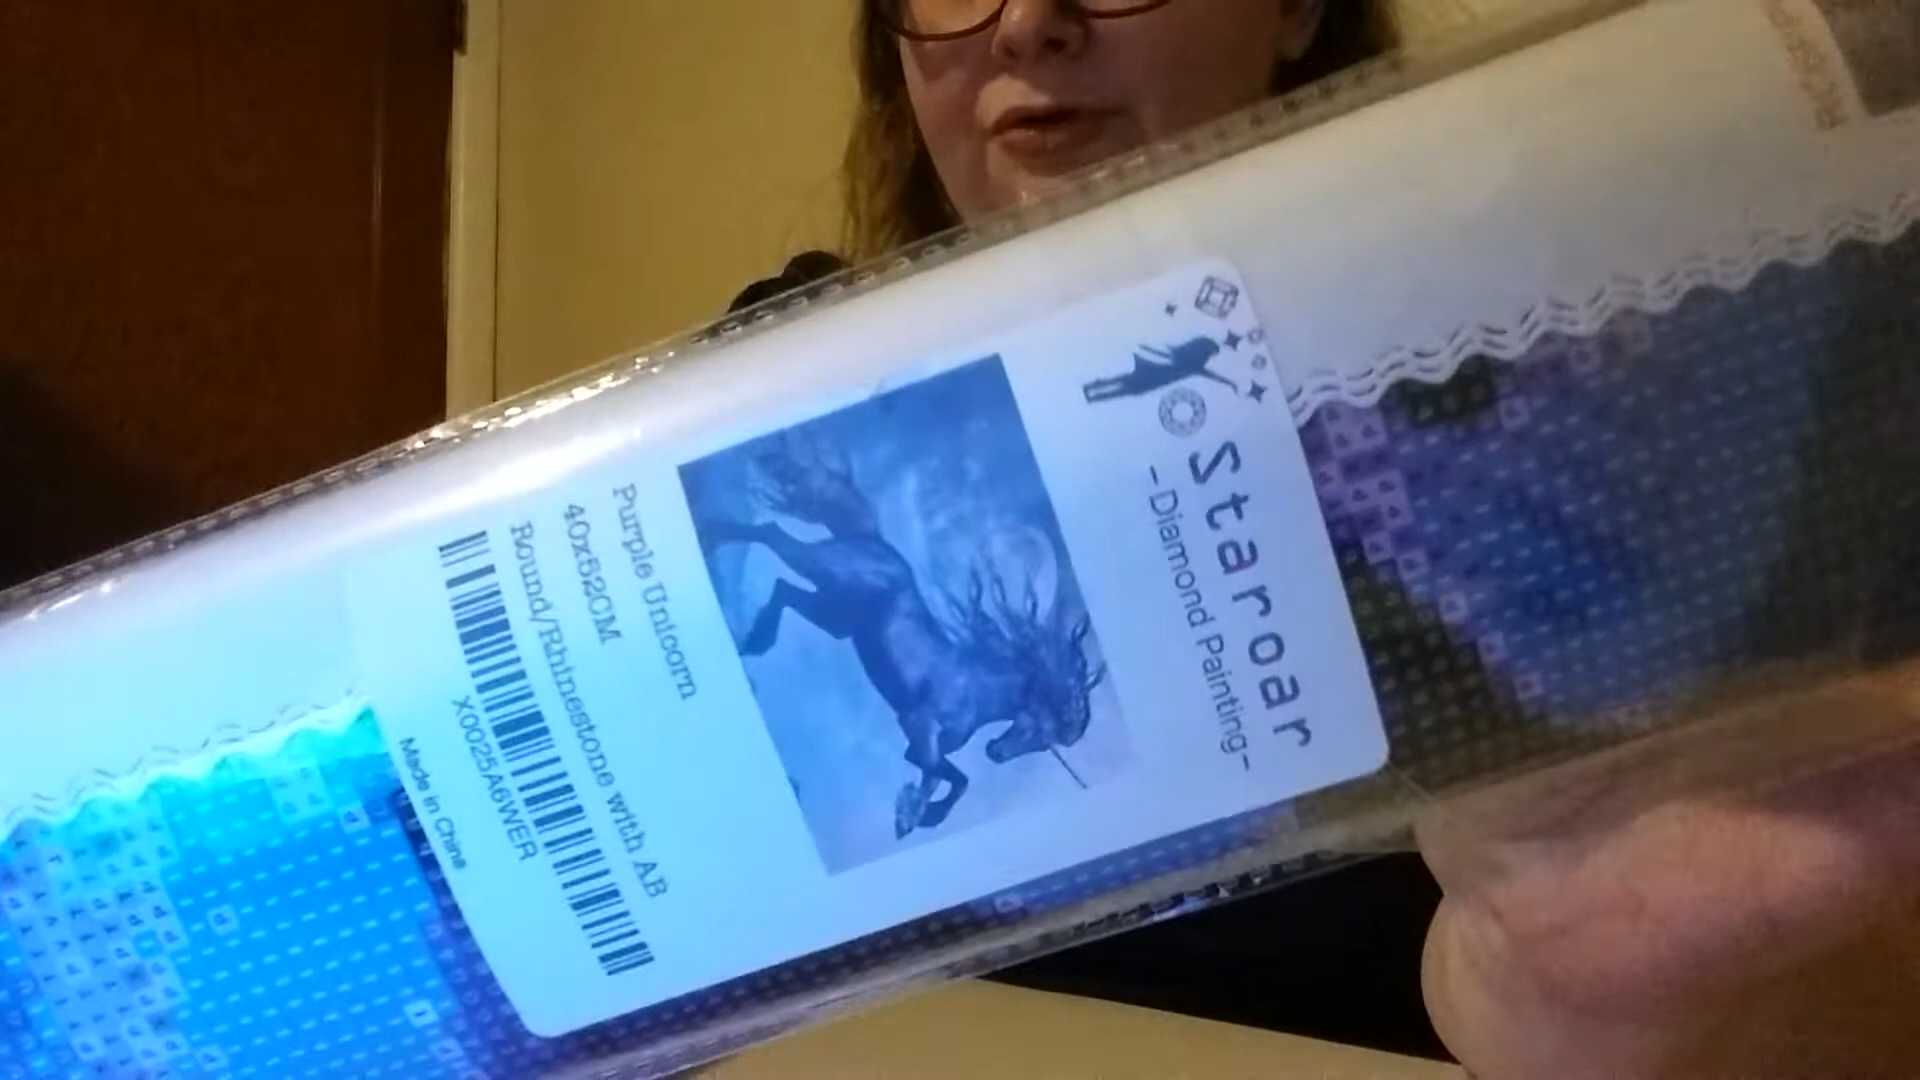 Staroar
-Diamond Painting-
Purple Unicorn
40x52CM
Round/Rhinestone with AB
X0025A6WER
Made in China